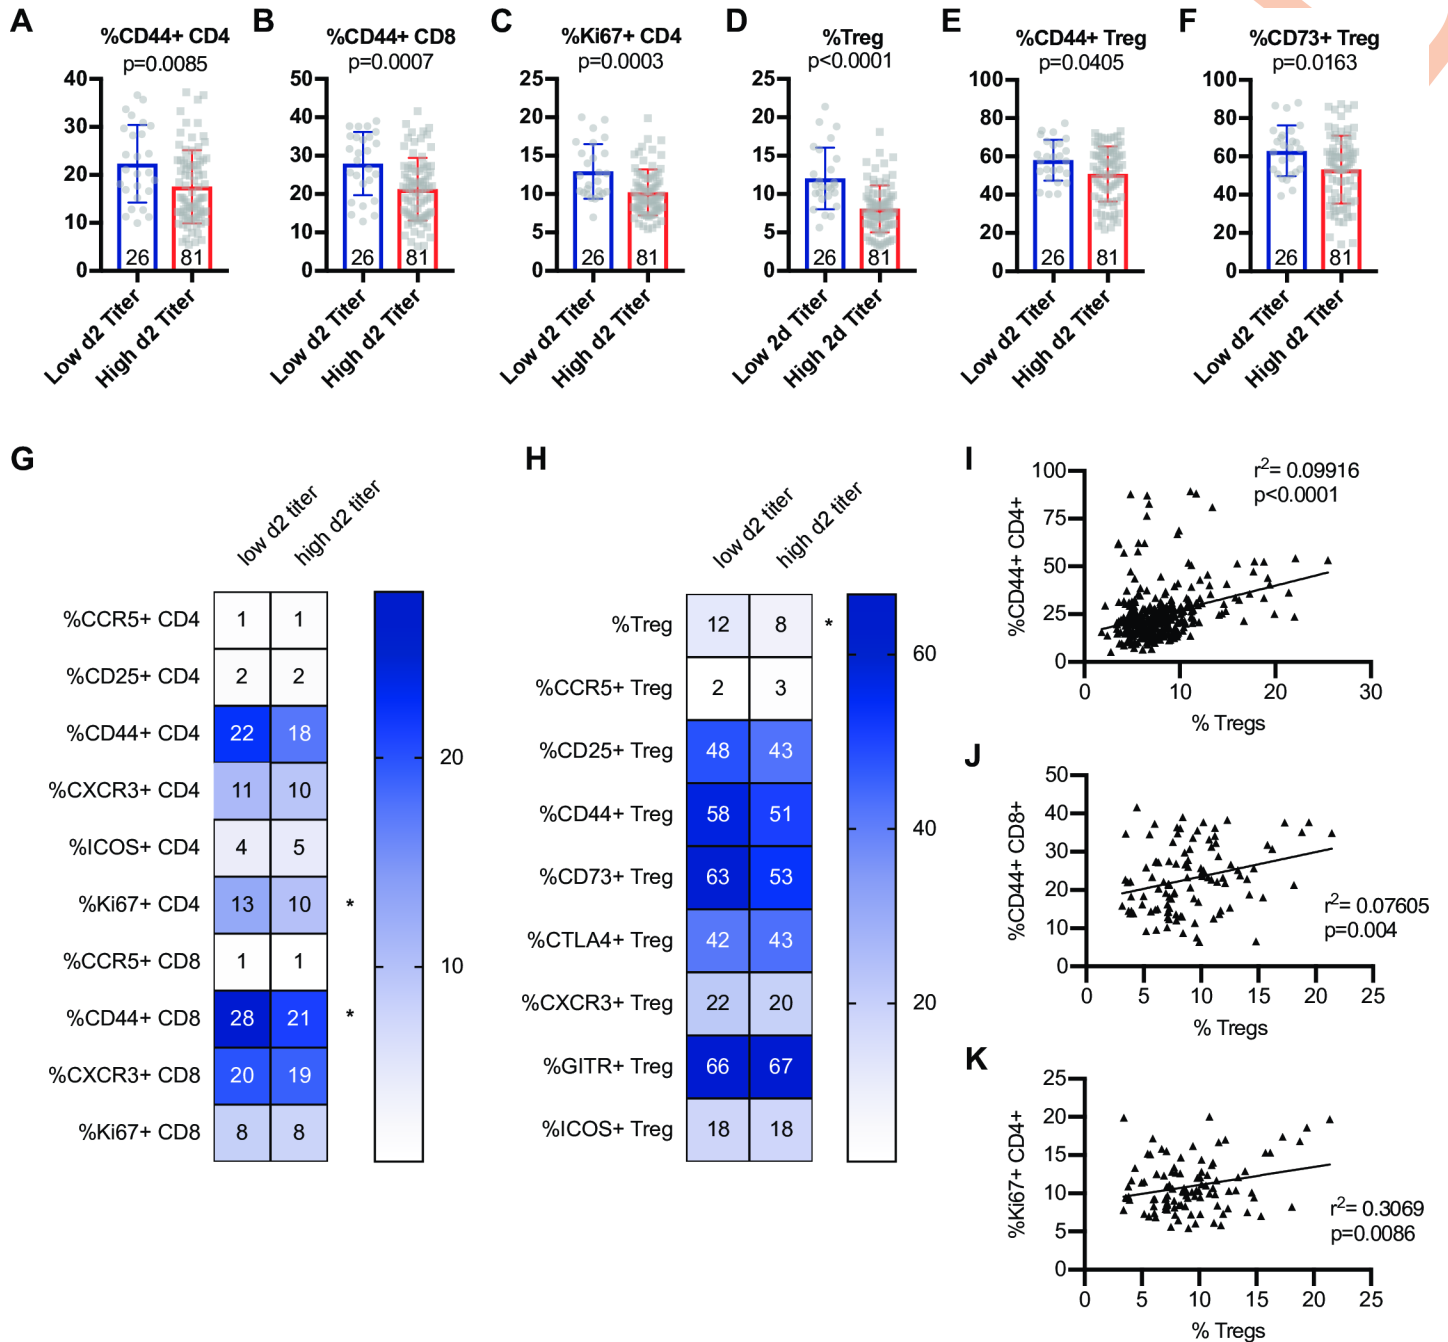 A
%CD44+ CD4
p=0.0085
40
30
20
10
0
26
81
Low d2 Titer
High d2 Titer
B
%CD44+ CD8
p=0.0007
50
40
30
20
10
0
26
81
Low d2 Titer
High d2 Titer
C
%Ki67+ CD4
p=0.0003
25
20
15
10
5
0
26
81
Low d2 Titer
High d2 Titer
D
%Treg
p<0.0001
25
20
15
10
5
0
26
81
Low 2d Titer
High 2d Titer
E
%CD44+ Treg
p=0.0405
100
80
60
40
20
0
26
81
Low d2 Titer
High d2 Titer
F
%CD73+ Treg
p=0.0163
100
80
60
40
20
0
26
81
Low d2 Titer
High d2 Titer
G
low d2 titer
high d2 titer
%CCR5+ CD4 1 1
%CD25+ CD4 2 2
%CD44+ CD4 22 18
%CXCR3+ CD4 11 10
%ICOS+ CD4 4 5
%Ki67+ CD4 13 10 *
%CCR5+ CD8 1 1
%CD44+ CD8 28 21 *
%CXCR3+ CD8 20 19
%Ki67+ CD8 8 8
20
10
H
low d2 titer
high d2 titer
%Treg 12 8 *
%CCR5+ Treg 2 3
%CD25+ Treg 48 43
%CD44+ Treg 58 51
%CD73+ Treg 63 53
%CTLA4+ Treg 42 43
%CXCR3+ Treg 22 20
%GITR+ Treg 66 67
%ICOS+ Treg 18 18
60
40
20
I
%CD44+ CD4+
100
75
50
25
0
r²= 0.09916
p<0.0001
0 10 20 30
% Tregs
J
%CD44+ CD8+
50
40
30
20
10
0
r²= 0.07605
p=0.004
0 5 10 15 20 25
% Tregs
K
%Ki67+ CD4+
25
20
15
10
5
0
r²= 0.3069
p=0.0086
0 5 10 15 20 25
% Tregs